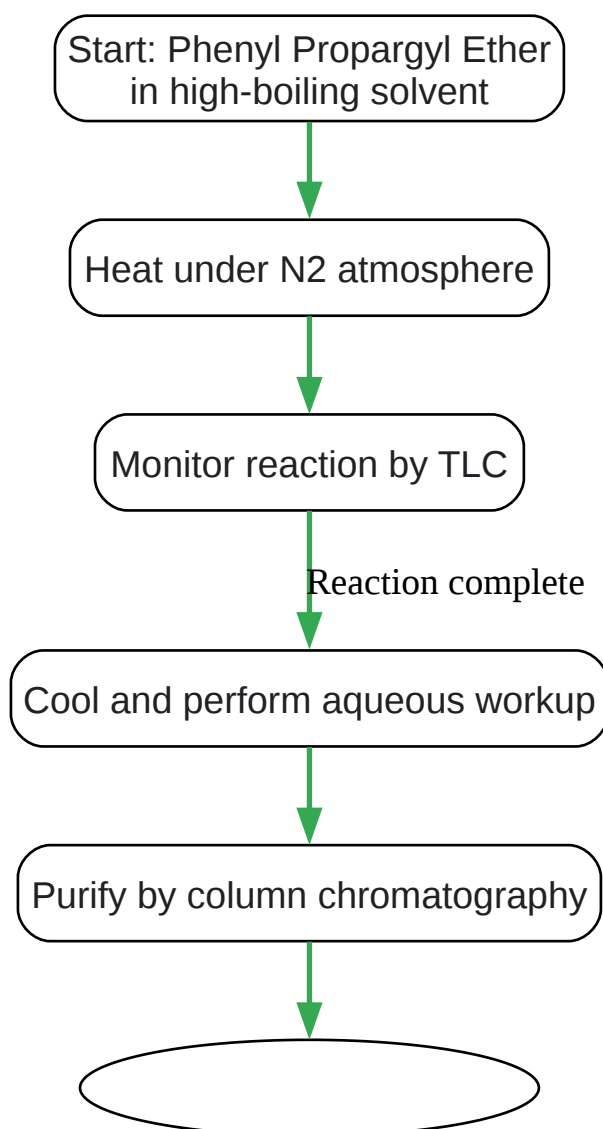 Start: Phenyl Propargyl Ether
in high-boiling solvent
Heat under N2 atmosphere
Monitor reaction by TLC
Reaction complete
Cool and perform aqueous workup
Purify by column chromatography